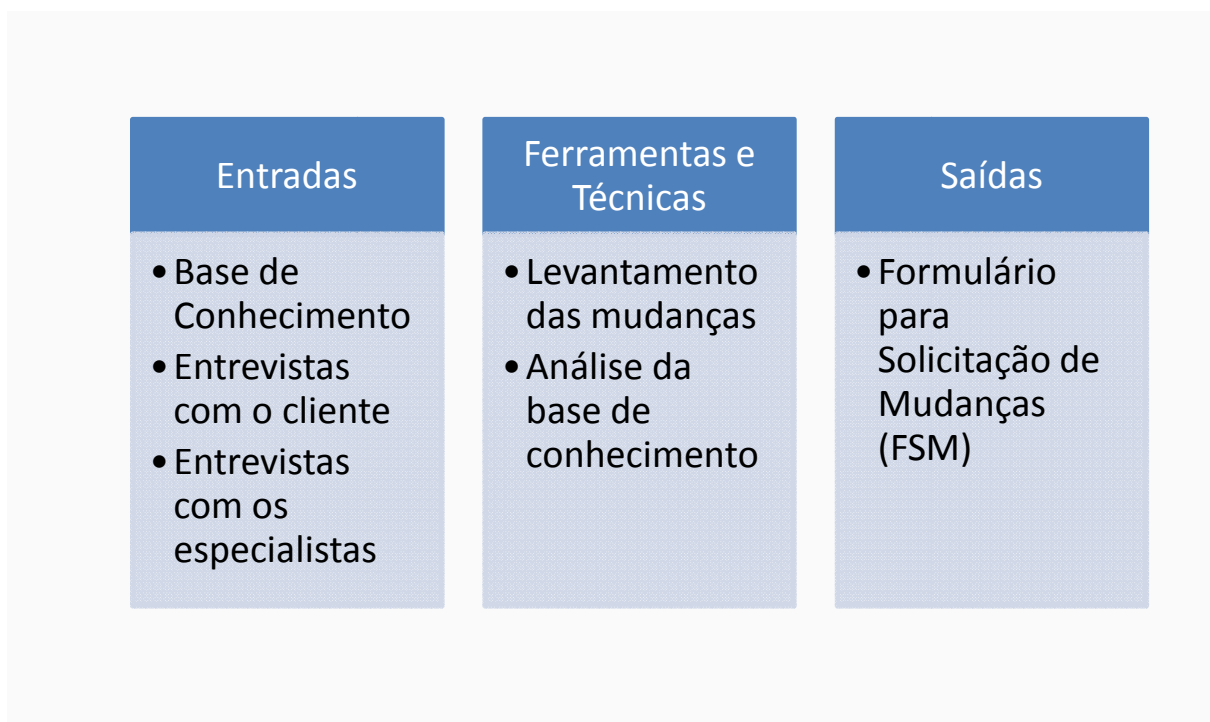 Entradas
• Base de
Conhecimento
• Entrevistas
com o cliente
• Entrevistas
com os
especialistas
Ferramentas e
Técnicas
• Levantamento
das mudanças
• Análise da
base de
conhecimento
Saídas
• Formulário
para
Solicitação de
Mudanças
(FSM)